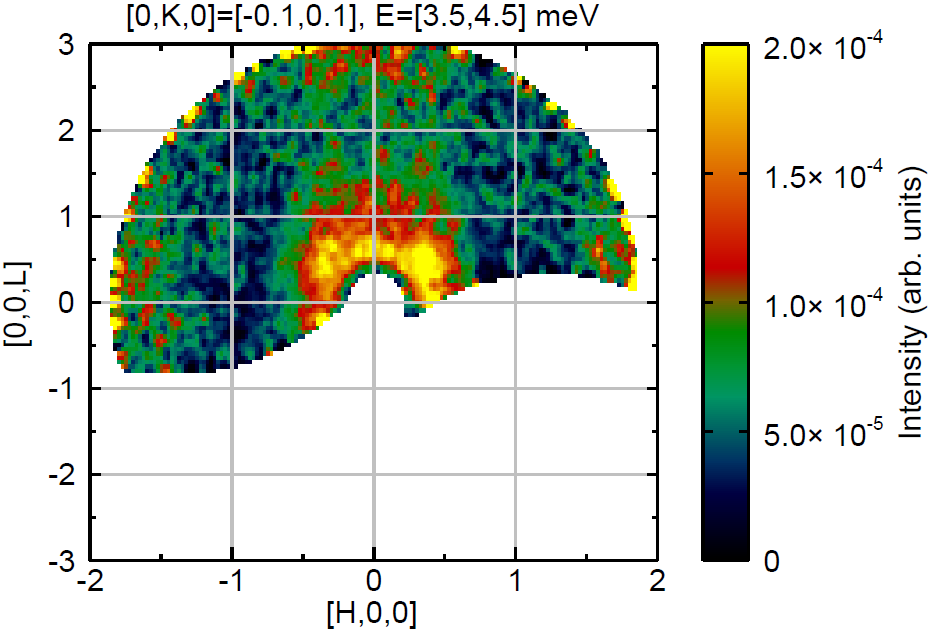 [0,K,0]=[-0.1,0.1], E=[3.5,4.5] meV
3
2
1
0
-1
-2
-3
[0,0,L]
-2 -1 0 1 2
[H,0,0]
2.0× 10^-4
1.5× 10^-4
1.0× 10^-4
5.0× 10^-5
0
Intensity (arb. units)